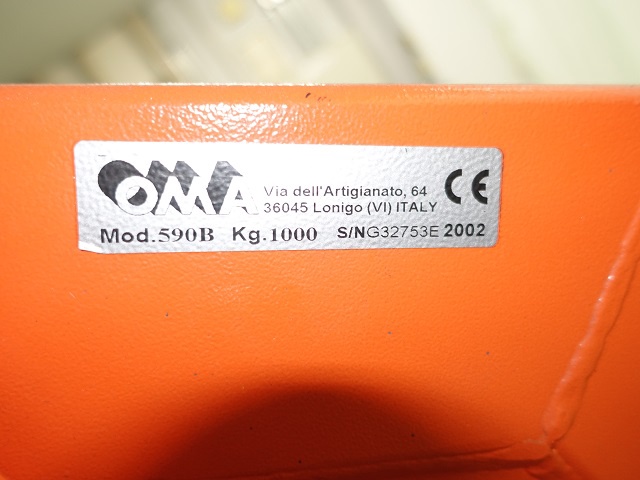 OMA
Via dell'Artigianato, 64
36045 Lonigo (VI) ITALY
CE
Mod.590B Kg.1000 S/NG32753E 2002